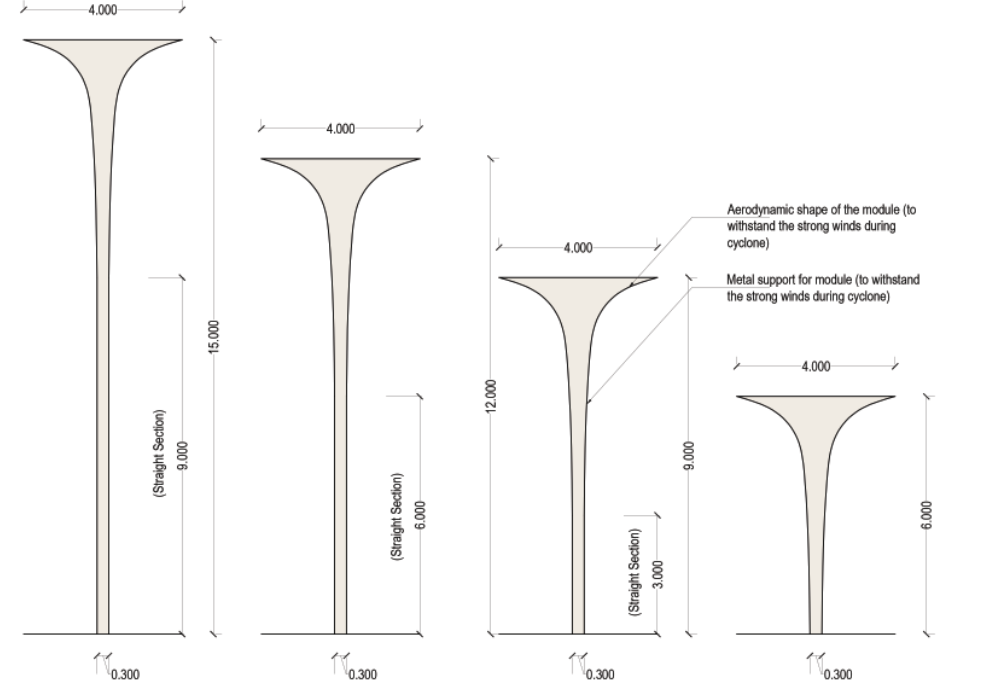 4.000
15.000
(Straight Section)
9.000
0.300
4.000
12.000
(Straight Section)
6.000
0.300
4.000
Aerodynamic shape of the module (to
withstand the strong winds during
cyclone)
Metal support for module (to withstand
the strong winds during cyclone)
9.000
(Straight Section)
3.000
0.300
4.000
6.000
0.300